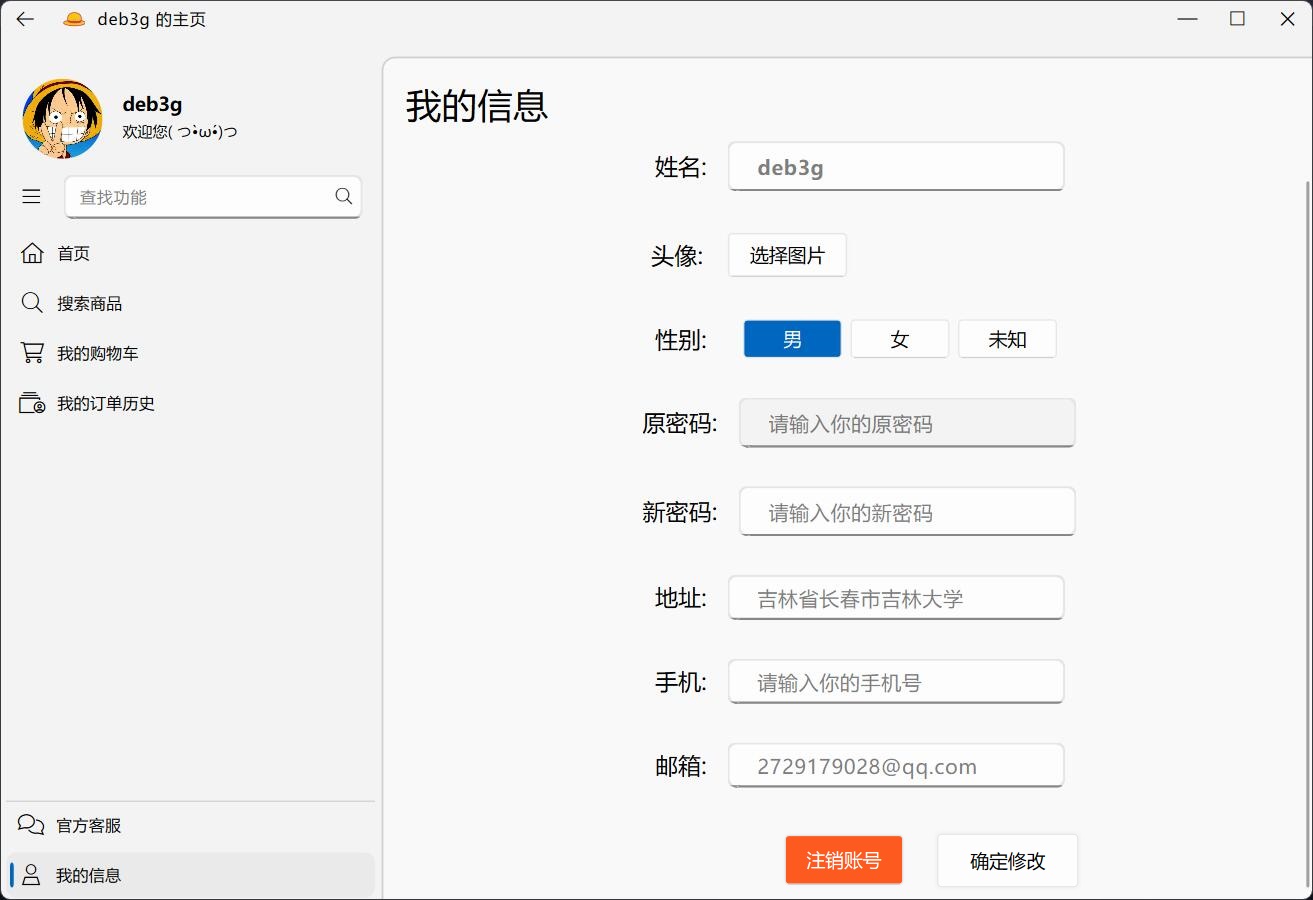 deb3g 的主页
deb3g
欢迎您( つ•̀ω•́)つ
查找功能
首页
搜索商品
我的购物车
我的订单历史
官方客服
我的信息
我的信息
姓名: deb3g
头像: 选择图片
性别: 男 女 未知
原密码: 请输入你的原密码
新密码: 请输入你的新密码
地址: 吉林省长春市吉林大学
手机: 请输入你的手机号
邮箱: 2729179028@qq.com
注销账号 确定修改